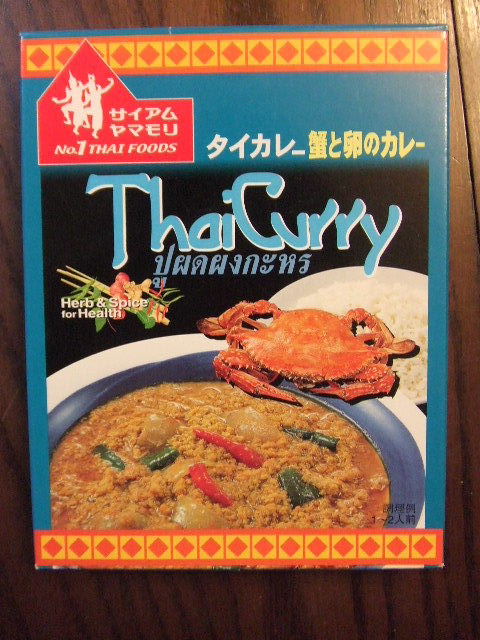 サイアム
ヤマモリ
No.1 THAI FOODS
タイカレー 蟹と卵のカレー
ThaiCurry
ปูผดผงกะหร
Herb & Spice
for Health
調理例
1~2人前